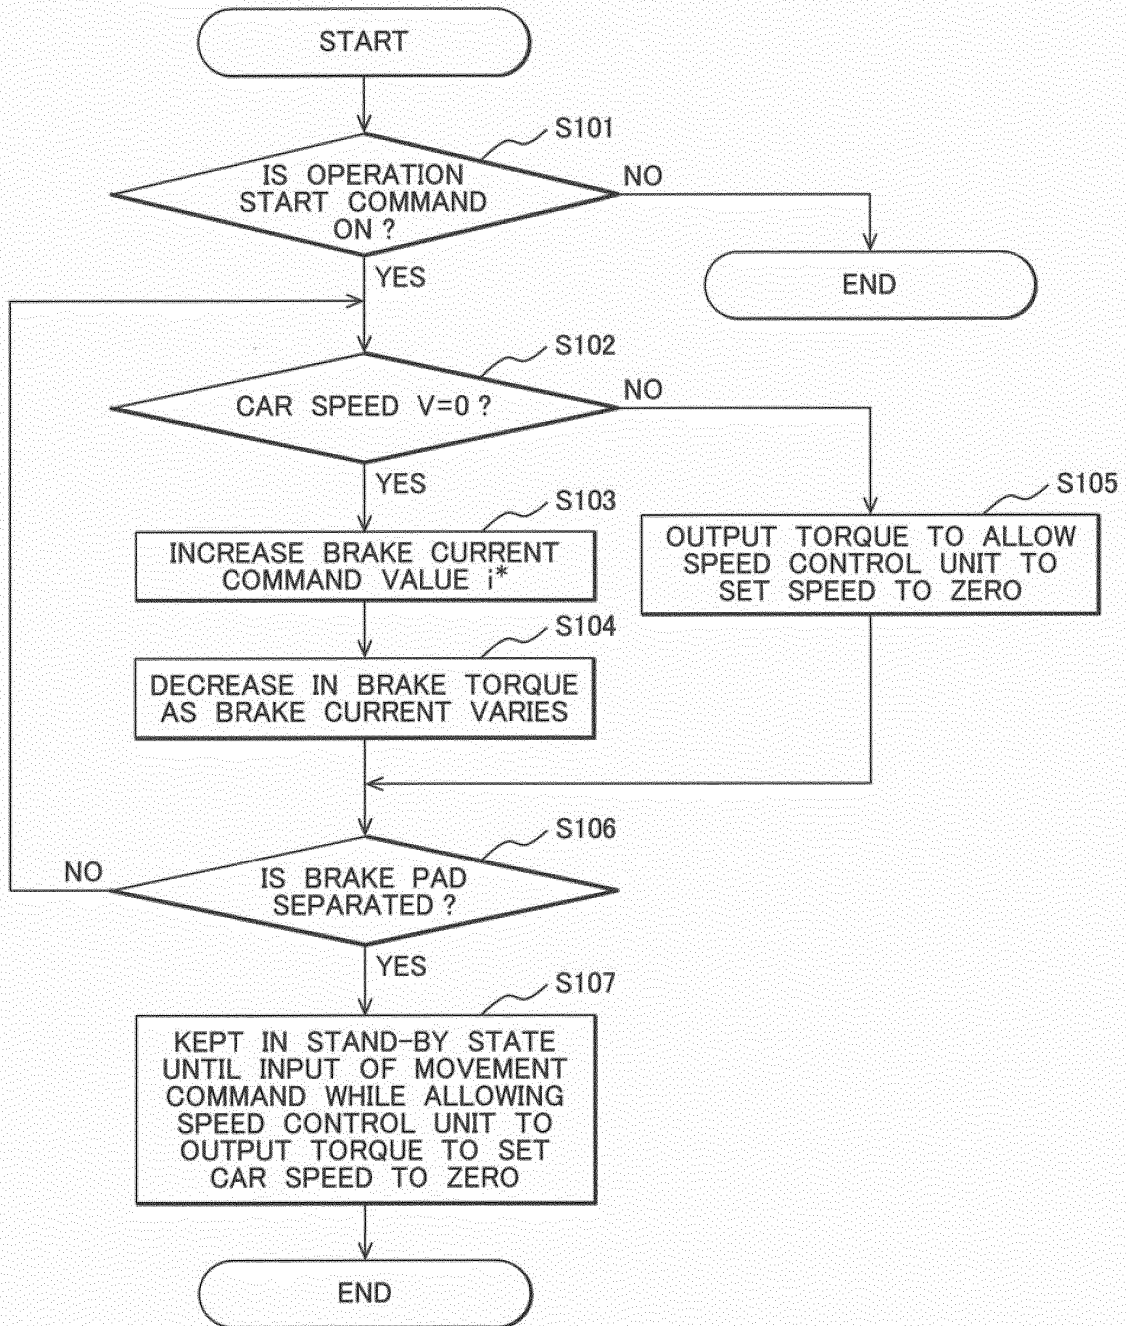 START
S101
IS OPERATION
START COMMAND
ON ?
NO
YES
END
S102
CAR SPEED V=0 ?
NO
YES
S103
INCREASE BRAKE CURRENT
COMMAND VALUE i*
S105
OUTPUT TORQUE TO ALLOW
SPEED CONTROL UNIT TO
SET SPEED TO ZERO
S104
DECREASE IN BRAKE TORQUE
AS BRAKE CURRENT VARIES
S106
NO
IS BRAKE PAD
SEPARATED ?
YES
S107
KEPT IN STAND-BY STATE
UNTIL INPUT OF MOVEMENT
COMMAND WHILE ALLOWING
SPEED CONTROL UNIT TO
OUTPUT TORQUE TO SET
CAR SPEED TO ZERO
END